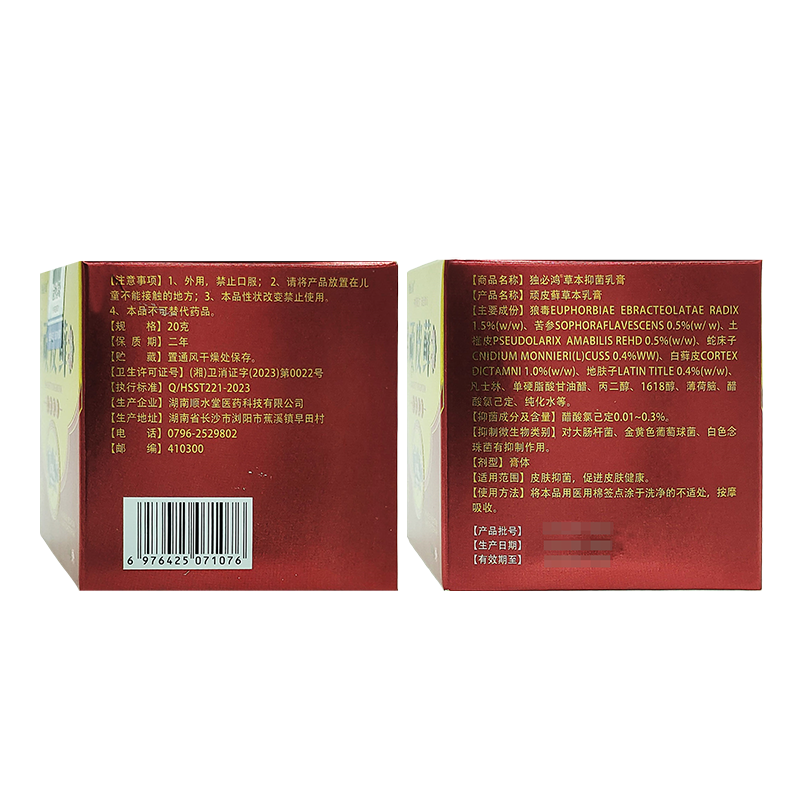 【注意事项】1、外用，禁止口服；2、请将产品放置在儿
童不能接触的地方；3、本品性状改变禁止使用。
4、本品不可替代药品。
【规 格】20克
【保 质 期】二年
【贮 藏】置通风干燥处保存。
【卫生许可证号】(湘)卫消证字(2023)第0022号
【执行标准】Q/HSST221-2023
【生产企业】湖南顺水堂医药科技有限公司
【生产地址】湖南省长沙市浏阳市蕉溪镇早田村
【电 话】0796-2529802
【邮 编】410300
6 976425 071076
【商品名称】独必鸿®草本抑菌乳膏
【产品名称】顽皮藓草本乳膏
【主要成份】狼毒EUPHORBIAE EBRACTEOLATAE RADIX
1.5%(w/w)、苦参SOPHORAFLAVESCENS 0.5%(w/ w)、土
槿皮PSEUDOLARIX AMABILIS REHD 0.5%(w/w)、蛇床子
CNIDIUM MONNIERI(L)CUSS 0.4%WW)、白藓皮CORTEX
DICTAMNI 1.0%(w/w)、地肤子LATIN TITLE 0.4%(w/w)、
凡士林、单硬脂酸甘油醋、丙二醇、1618醇、薄荷脑、醋
酸氯己定、纯化水等。
【抑菌成分及含量】醋酸氯己定0.01~0.3%。
【抑制微生物类别】对大肠杆菌、金黄色葡萄球菌、白色念
珠菌有抑制作用。
【剂型】膏体
【适用范围】皮肤抑菌，促进皮肤健康。
【使用方法】将本品用医用棉签点涂于洗净的不适处，按摩
吸收。
【产品批号】
【生产日期】
【有效期至】